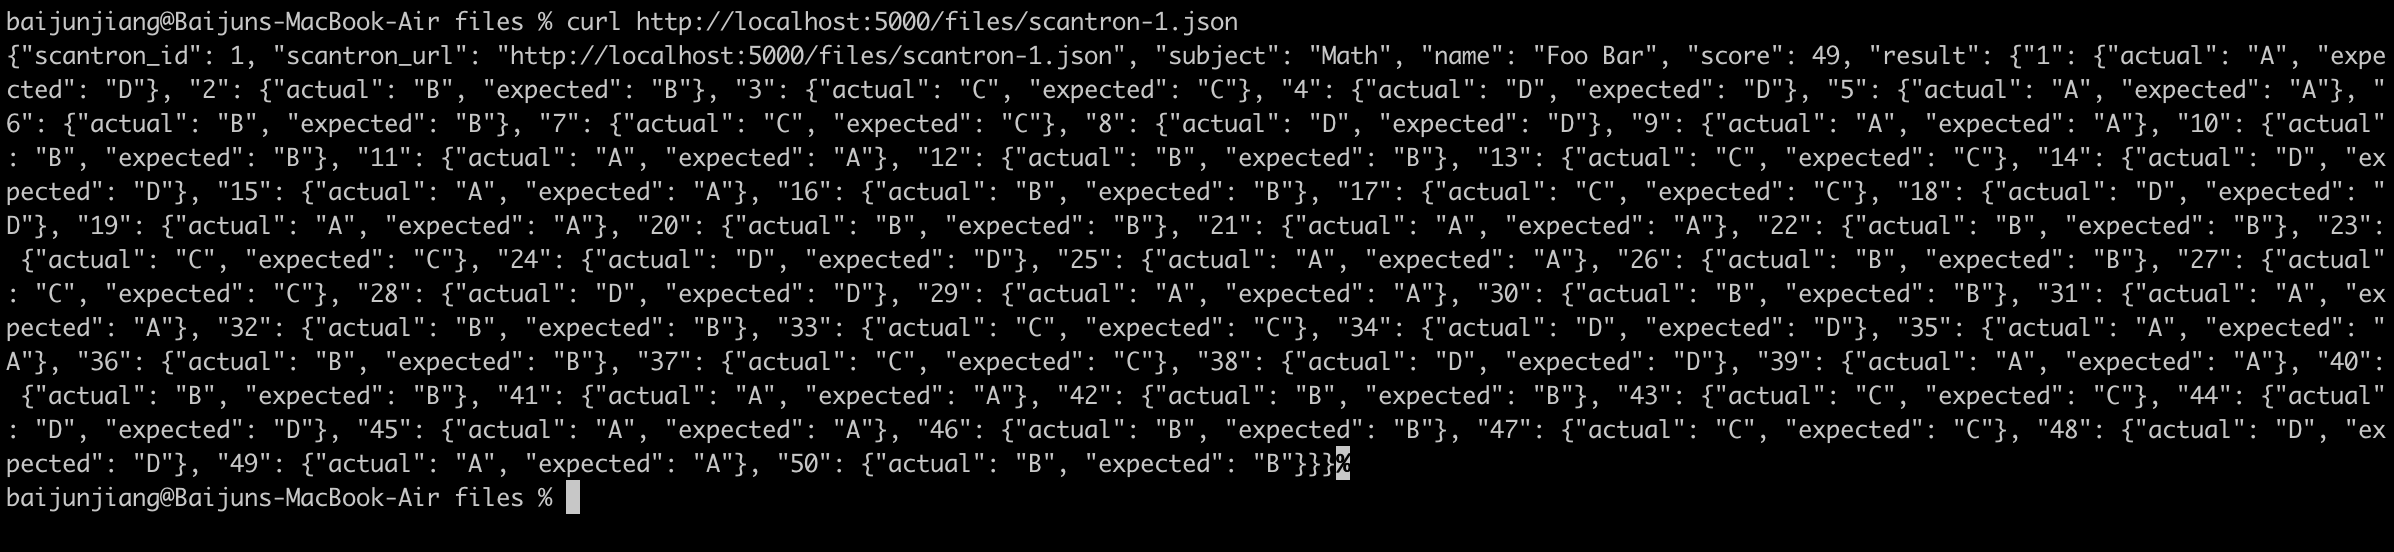 baijunjiang@Baijuns-MacBook-Air files % curl http://localhost:5000/files/scantron-1.json
{"scantron_id": 1, "scantron_url": "http://localhost:5000/files/scantron-1.json", "subject": "Math", "name": "Foo Bar", "score": 49, "result": {"1": {"actual": "A", "expe
cted": "D"}, "2": {"actual": "B", "expected": "B"}, "3": {"actual": "C", "expected": "C"}, "4": {"actual": "D", "expected": "D"}, "5": {"actual": "A", "expected": "A"}, "
6": {"actual": "B", "expected": "B"}, "7": {"actual": "C", "expected": "C"}, "8": {"actual": "D", "expected": "D"}, "9": {"actual": "A", "expected": "A"}, "10": {"actual"
: "B", "expected": "B"}, "11": {"actual": "A", "expected": "A"}, "12": {"actual": "B", "expected": "B"}, "13": {"actual": "C", "expected": "C"}, "14": {"actual": "D", "ex
pected": "D"}, "15": {"actual": "A", "expected": "A"}, "16": {"actual": "B", "expected": "B"}, "17": {"actual": "C", "expected": "C"}, "18": {"actual": "D", "expected": "
D"}, "19": {"actual": "A", "expected": "A"}, "20": {"actual": "B", "expected": "B"}, "21": {"actual": "A", "expected": "A"}, "22": {"actual": "B", "expected": "B"}, "23":
 {"actual": "C", "expected": "C"}, "24": {"actual": "D", "expected": "D"}, "25": {"actual": "A", "expected": "A"}, "26": {"actual": "B", "expected": "B"}, "27": {"actual"
: "C", "expected": "C"}, "28": {"actual": "D", "expected": "D"}, "29": {"actual": "A", "expected": "A"}, "30": {"actual": "B", "expected": "B"}, "31": {"actual": "A", "ex
pected": "A"}, "32": {"actual": "B", "expected": "B"}, "33": {"actual": "C", "expected": "C"}, "34": {"actual": "D", "expected": "D"}, "35": {"actual": "A", "expected": "
A"}, "36": {"actual": "B", "expected": "B"}, "37": {"actual": "C", "expected": "C"}, "38": {"actual": "D", "expected": "D"}, "39": {"actual": "A", "expected": "A"}, "40":
 {"actual": "B", "expected": "B"}, "41": {"actual": "A", "expected": "A"}, "42": {"actual": "B", "expected": "B"}, "43": {"actual": "C", "expected": "C"}, "44": {"actual"
: "D", "expected": "D"}, "45": {"actual": "A", "expected": "A"}, "46": {"actual": "B", "expected": "B"}, "47": {"actual": "C", "expected": "C"}, "48": {"actual": "D", "ex
pected": "D"}, "49": {"actual": "A", "expected": "A"}, "50": {"actual": "B", "expected": "B"}}}%
baijunjiang@Baijuns-MacBook-Air files %